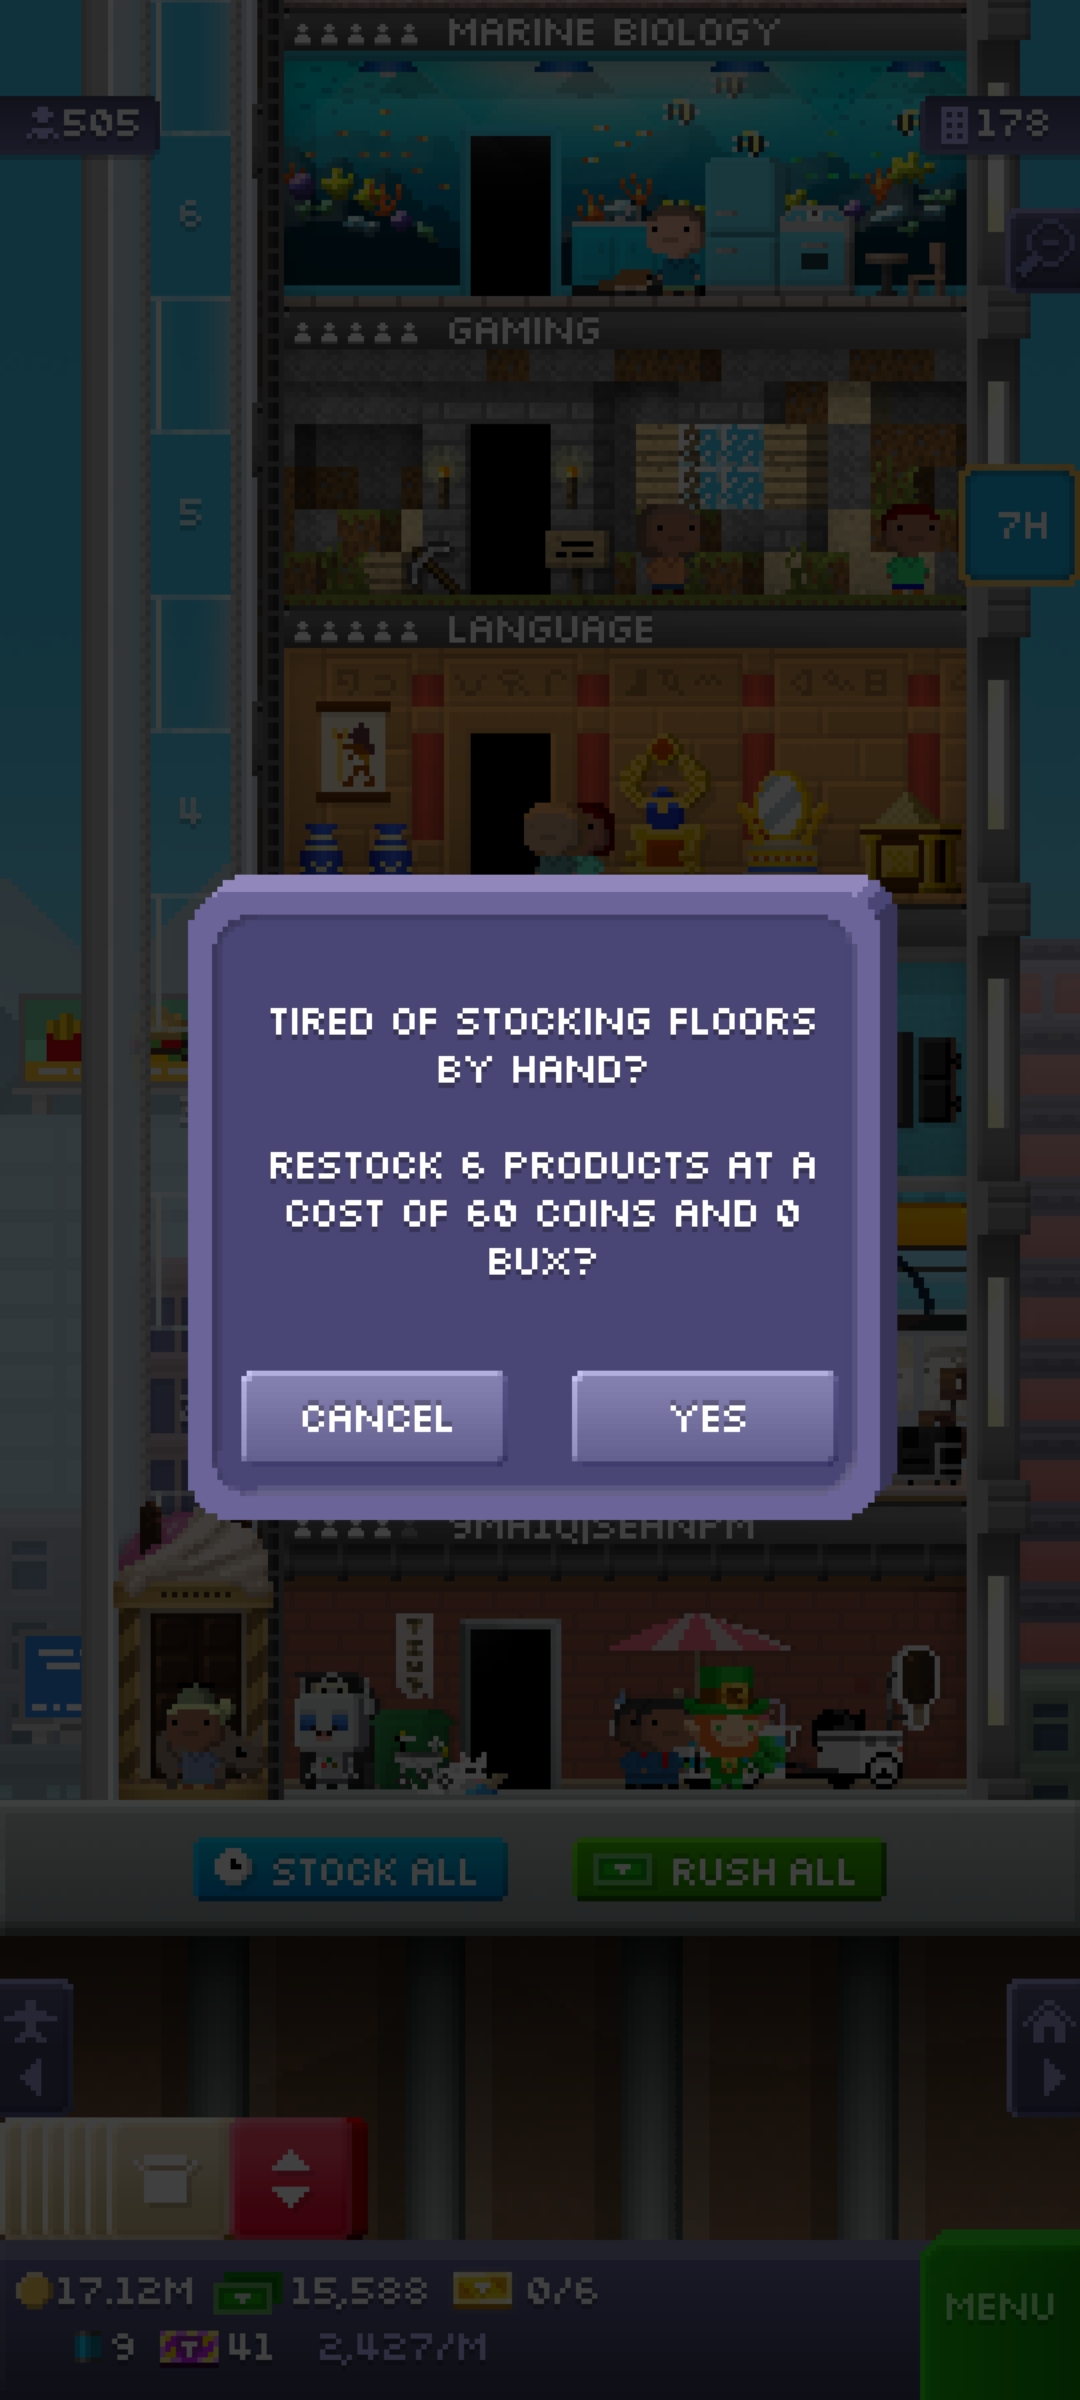 MARINE BIOLOGY
505
178
6
GAMING
5
7H
LANGUAGE
4
TIRED OF STOCKING FLOORS
BY HAND?
RESTOCK 6 PRODUCTS AT A
COST OF 60 COINS AND 0
BUX?
CANCEL
YES
STOCK ALL
RUSH ALL
17.12M
15,588
0/6
MENU
9
41
2,427/M